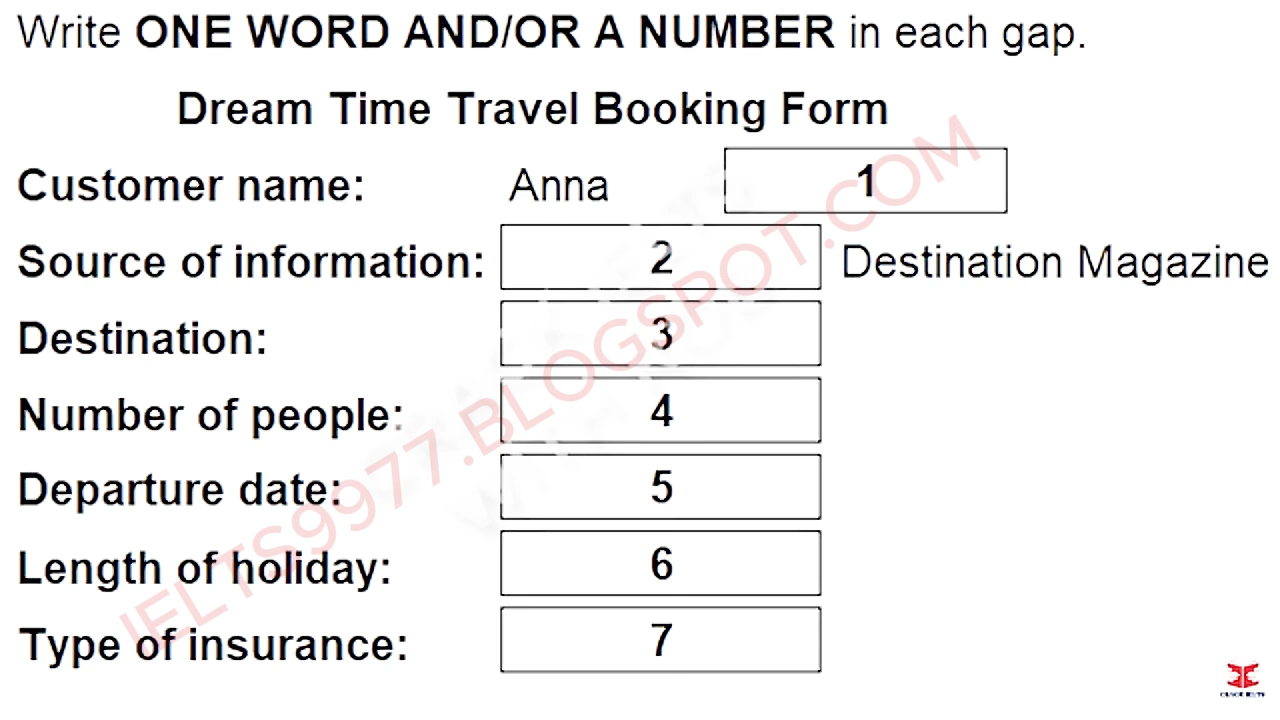 Write ONE WORD AND/OR A NUMBER in each gap.
Dream Time Travel Booking Form
Customer name: Anna 1
Source of information: 2 Destination Magazine
Destination: 3
Number of people: 4
Departure date: 5
Length of holiday: 6
Type of insurance: 7
IELTS9977.BLOGSPOT.COM